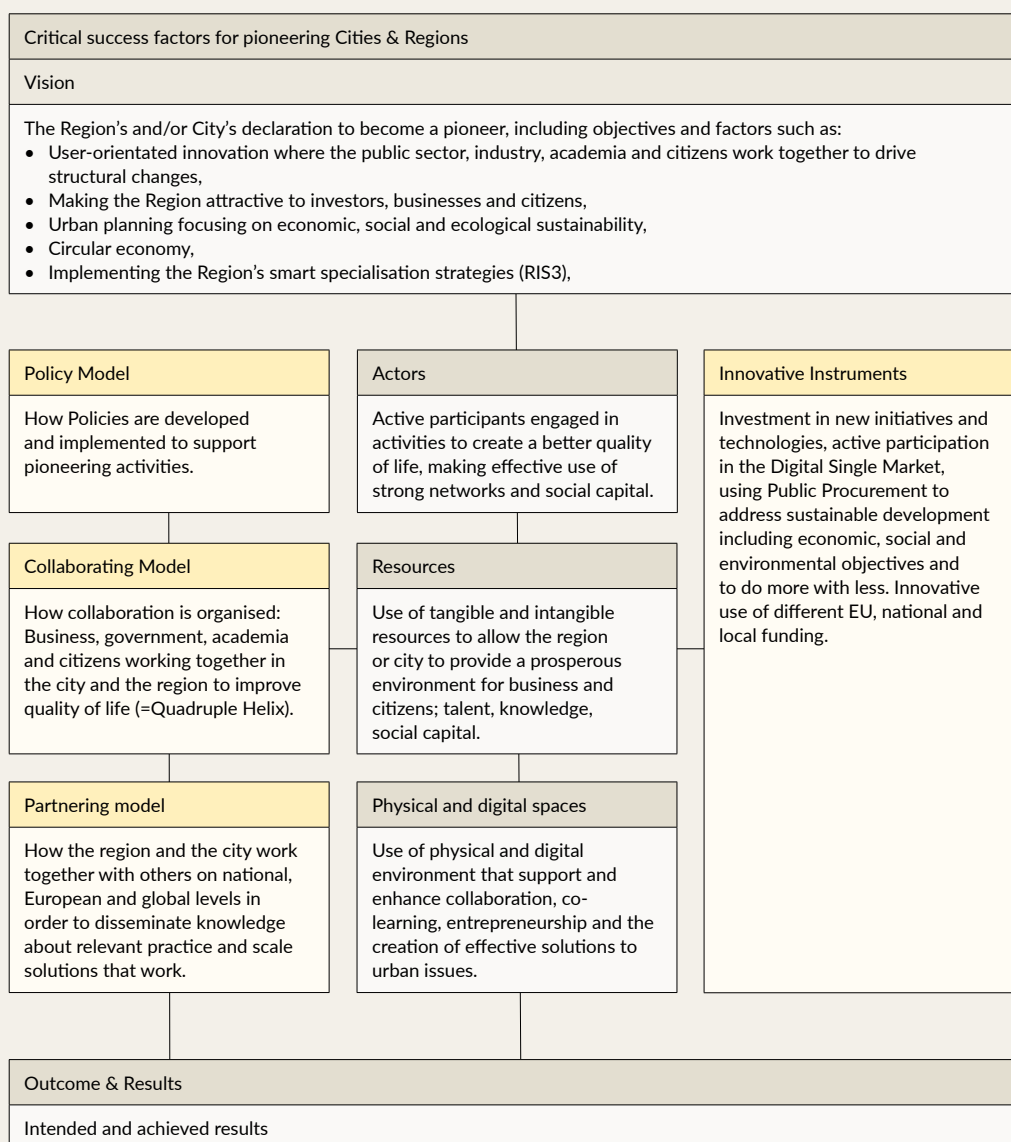 Critical success factors for pioneering Cities & Regions
Vision
The Region's and/or City's declaration to become a pioneer, including objectives and factors such as:
• User-orientated innovation where the public sector, industry, academia and citizens work together to drive
structural changes,
• Making the Region attractive to investors, businesses and citizens,
• Urban planning focusing on economic, social and ecological sustainability,
• Circular economy,
• Implementing the Region's smart specialisation strategies (RIS3),
Policy Model
How Policies are developed
and implemented to support
pioneering activities.
Actors
Active participants engaged in
activities to create a better quality
of life, making effective use of
strong networks and social capital.
Innovative Instruments
Investment in new initiatives and
technologies, active participation
in the Digital Single Market,
using Public Procurement to
address sustainable development
including economic, social and
environmental objectives and
to do more with less. Innovative
use of different EU, national and
local funding.
Collaborating Model
How collaboration is organised:
Business, government, academia
and citizens working together in
the city and the region to improve
quality of life (=Quadruple Helix).
Resources
Use of tangible and intangible
resources to allow the region
or city to provide a prosperous
environment for business and
citizens; talent, knowledge,
social capital.
Partnering model
How the region and the city work
together with others on national,
European and global levels in
order to disseminate knowledge
about relevant practice and scale
solutions that work.
Physical and digital spaces
Use of physical and digital
environment that support and
enhance collaboration, co-
learning, entrepreneurship and the
creation of effective solutions to
urban issues.
Outcome & Results
Intended and achieved results